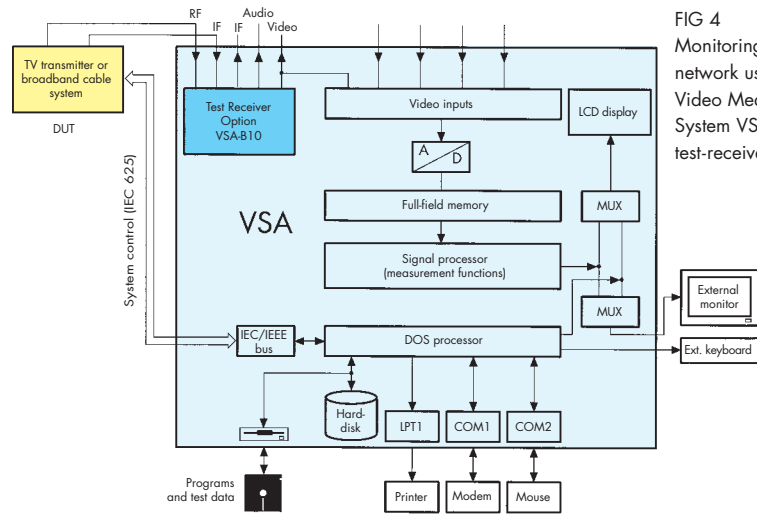 RF
IF
IF
Audio
Video
FIG 4
Monitoring
network us
Video Mea
System VS
test-receive
TV transmitter or
broadband cable
system
DUT
Test Receiver
Option
VSA-B10
Video inputs
LCD display
A
D
System control (IEC 625)
VSA
Full-field memory
MUX
Signal processor
(measurement functions)
External
monitor
MUX
IEC/IEEE
bus
DOS processor
Ext. keyboard
Hard-
disk
LPT1
COM1
COM2
Programs
and test data
Printer
Modem
Mouse